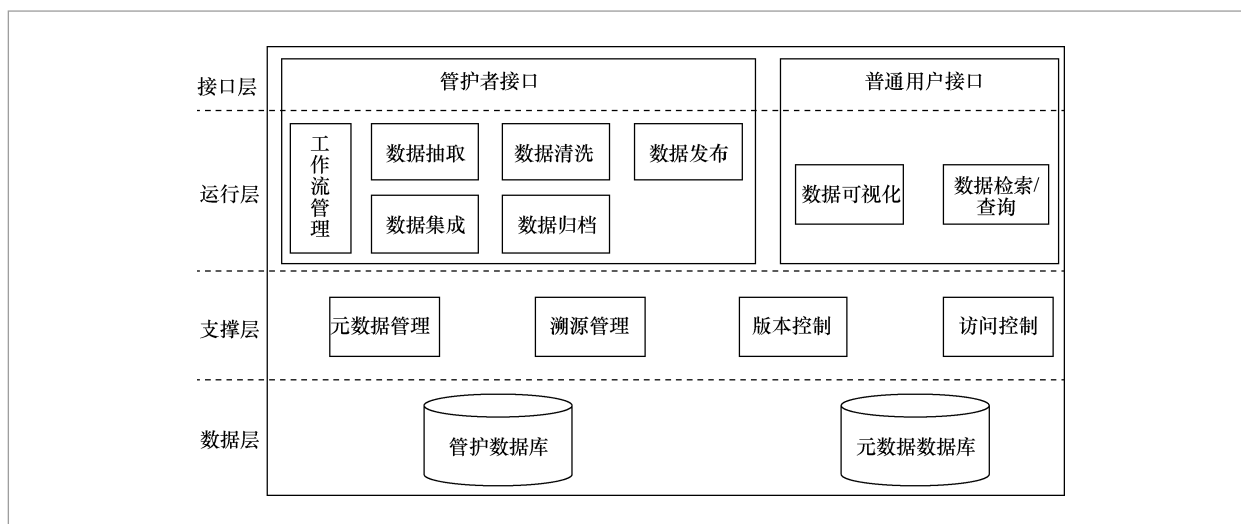 接口层
管护者接口
普通用户接口
运行层
工作流管理
数据抽取
数据清洗
数据发布
数据集成
数据归档
数据可视化
数据检索/
查询
支撑层
元数据管理
溯源管理
版本控制
访问控制
数据层
管护数据库
元数据数据库